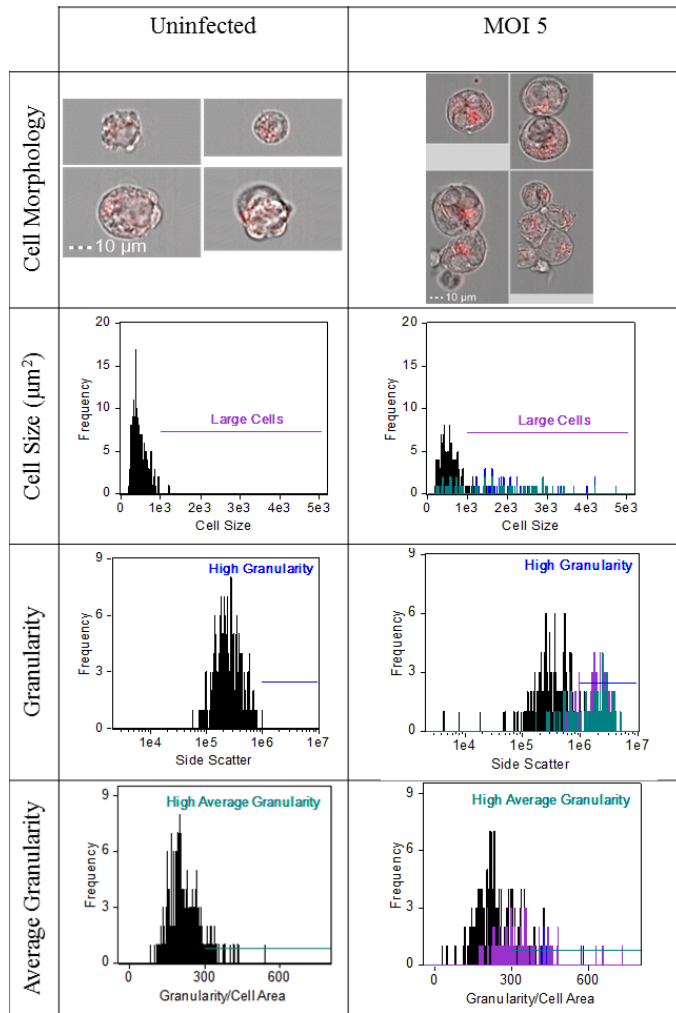 Uninfected
MOI 5
Cell Morphology
10 µm
10 µm
Cell Size (µm²)
20
15
10
5
0
Frequency
Large Cells
0
1e3
1e3
3e3
4e3
5e3
Cell Size
20
15
10
5
0
Frequency
Large Cells
0
1e3
2e3
3e3
4e3
5e3
Cell Size
Granularity
9
6
3
0
Frequency
High Granularity
1e4
1e5
1e6
1e7
Side Scatter
9
6
3
0
Frequency
High Granularity
1e4
1e5
1e6
1e7
Side Scatter
Average Granularity
9
6
3
0
Frequency
High Average Granularity
0
300
600
Granularity/Cell Area
9
6
3
0
Frequency
High Average Granularity
0
300
600
Granularity/Cell Area